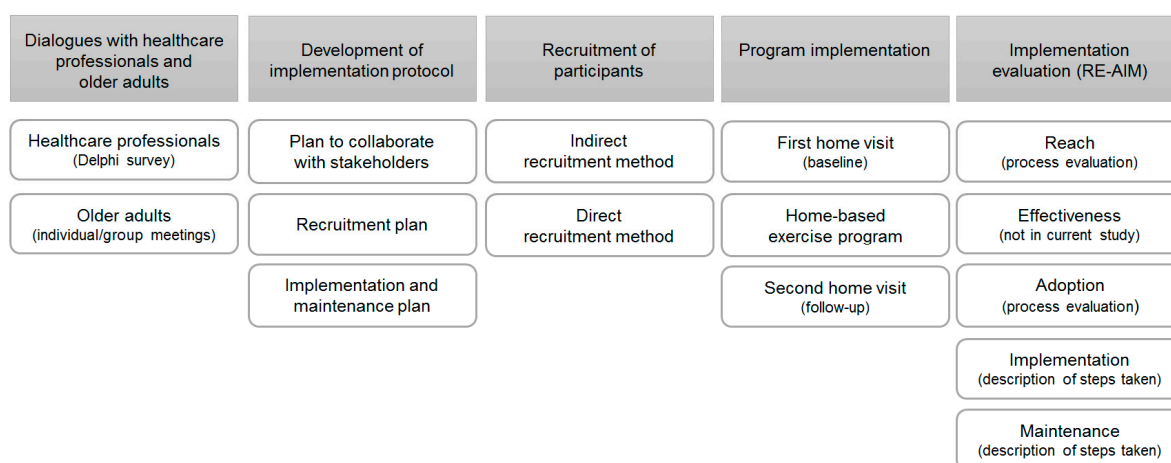 Dialogues with healthcare
professionals and
older adults
Healthcare professionals
(Delphi survey)
Older adults
(individual/group meetings)
Development of
implementation protocol
Plan to collaborate
with stakeholders
Recruitment plan
Implementation and
maintenance plan
Recruitment of
participants
Indirect
recruitment method
Direct
recruitment method
Program implementation
First home visit
(baseline)
Home-based
exercise program
Second home visit
(follow-up)
Implementation
evaluation (RE-AIM)
Reach
(process evaluation)
Effectiveness
(not in current study)
Adoption
(process evaluation)
Implementation
(description of steps taken)
Maintenance
(description of steps taken)